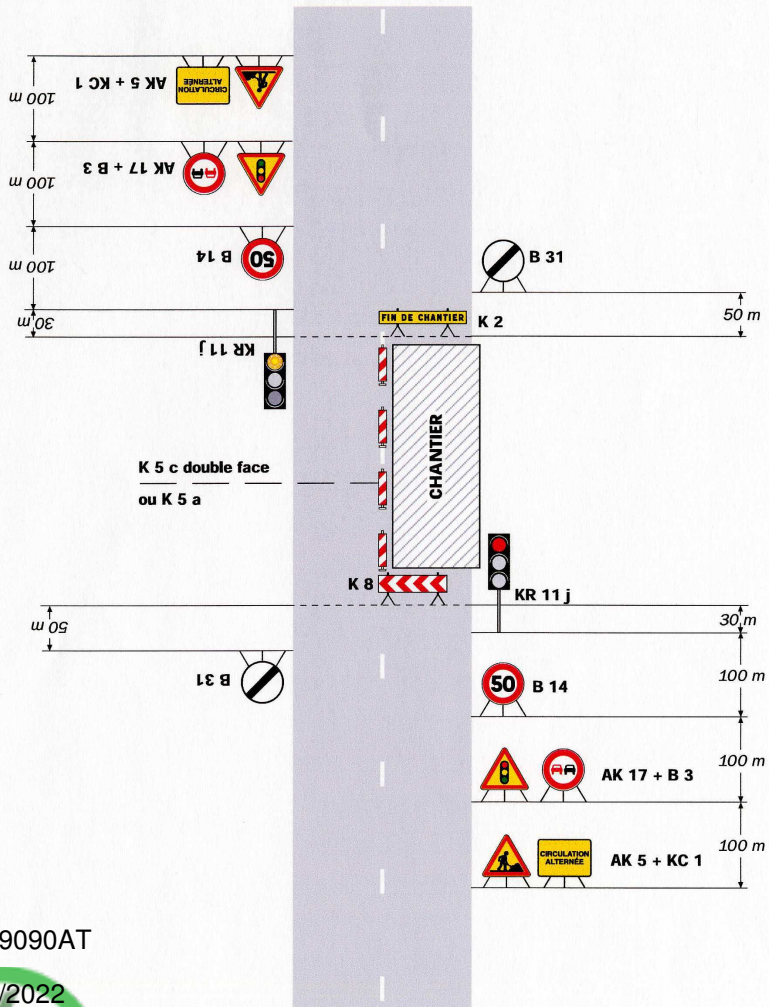 100 m
AK 5 + KC 1
CIRCULATION
ALTERNÉE
100 m
AK 17 + B 3
100 m
B 14
50
B 31
30 m
KR 11 j
FIN DE CHANTIER
K 2
50 m
CHANTIER
K 5 c double face
ou K 5 a
K 8
KR 11 j
50 m
30 m
B 31
50
B 14
100 m
AK 17 + B 3
100 m
CIRCULATION
ALTERNÉE
AK 5 + KC 1
100 m
9090AT
/2022